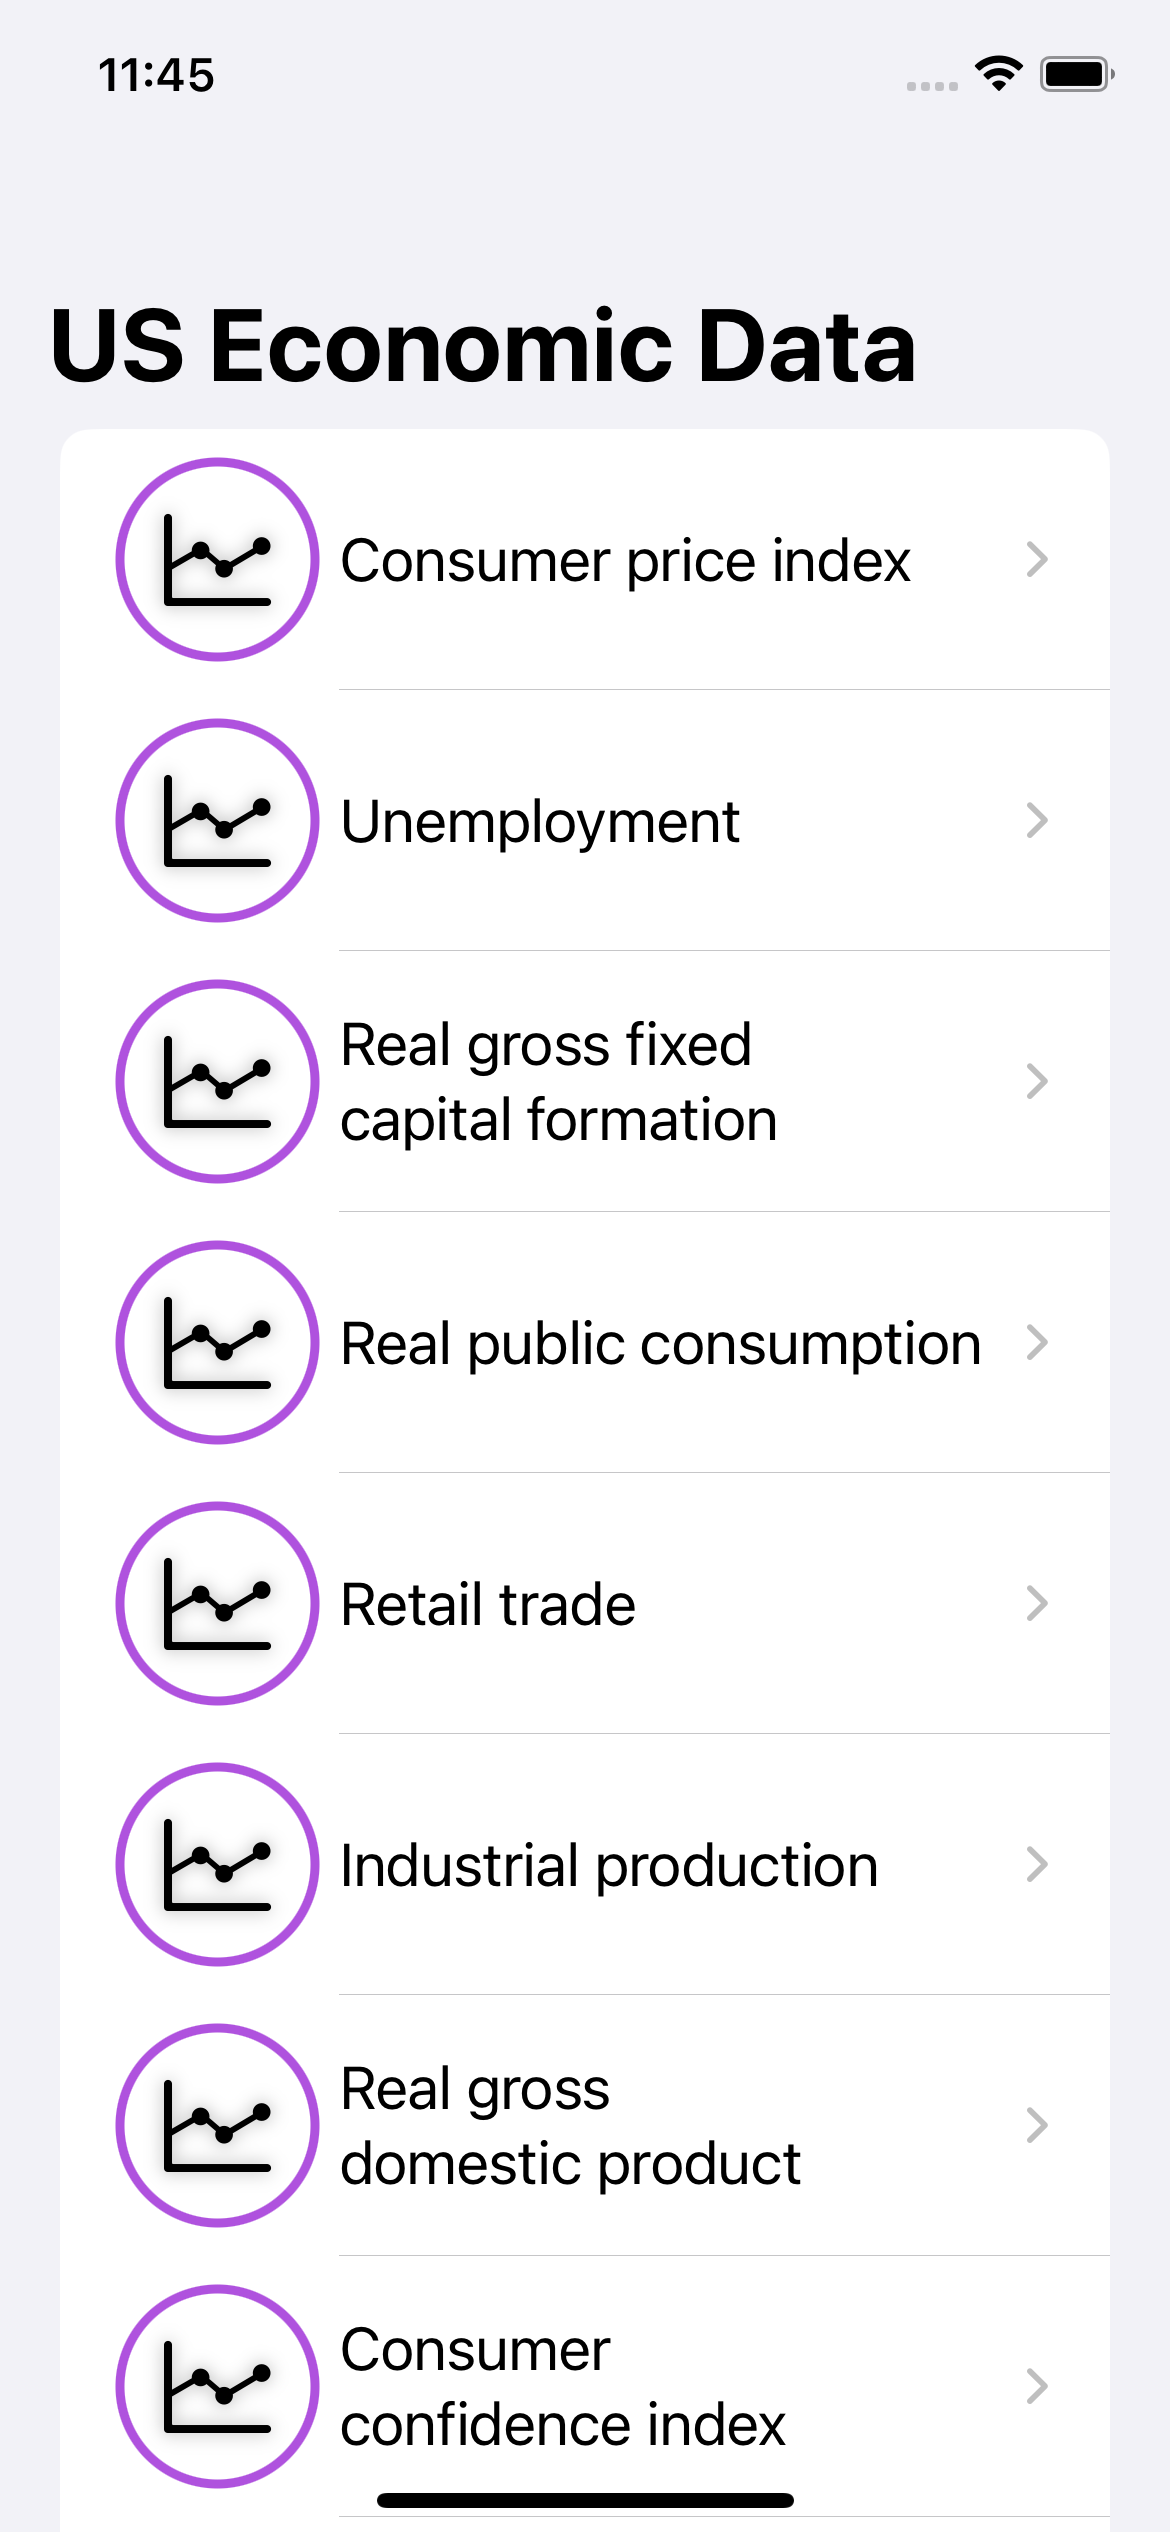 11:45
US Economic Data
Consumer price index
Unemployment
Real gross fixed
capital formation
Real public consumption
Retail trade
Industrial production
Real gross
domestic product
Consumer
confidence index